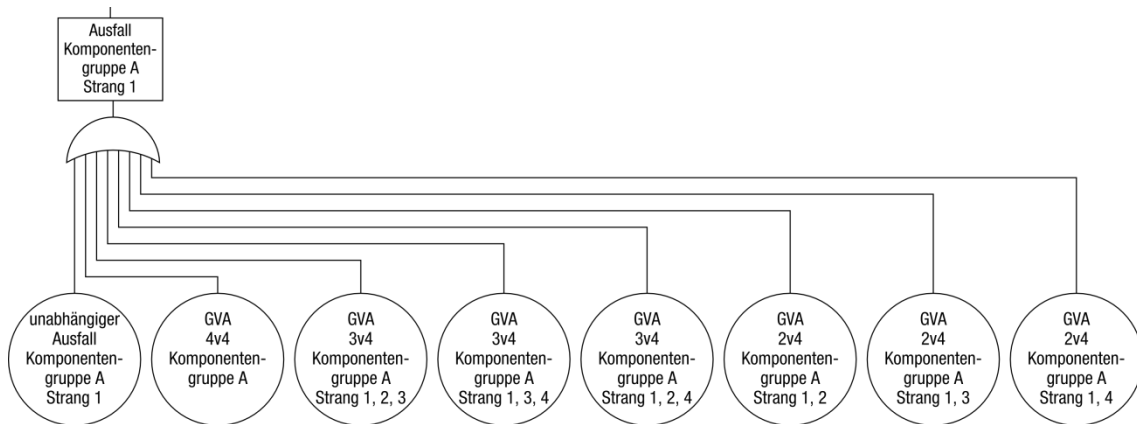 Ausfall
Komponenten-
gruppe A
Strang 1
unabhängiger
Ausfall
Komponenten-
gruppe A
Strang 1
GVA
4v4
Komponenten-
gruppe A
GVA
3v4
Komponenten-
gruppe A
Strang 1, 2, 3
GVA
3v4
Komponenten-
gruppe A
Strang 1, 3, 4
GVA
3v4
Komponenten-
gruppe A
Strang 1, 2, 4
GVA
2v4
Komponenten-
gruppe A
Strang 1, 2
GVA
2v4
Komponenten-
gruppe A
Strang 1, 3
GVA
2v4
Komponenten-
gruppe A
Strang 1, 4